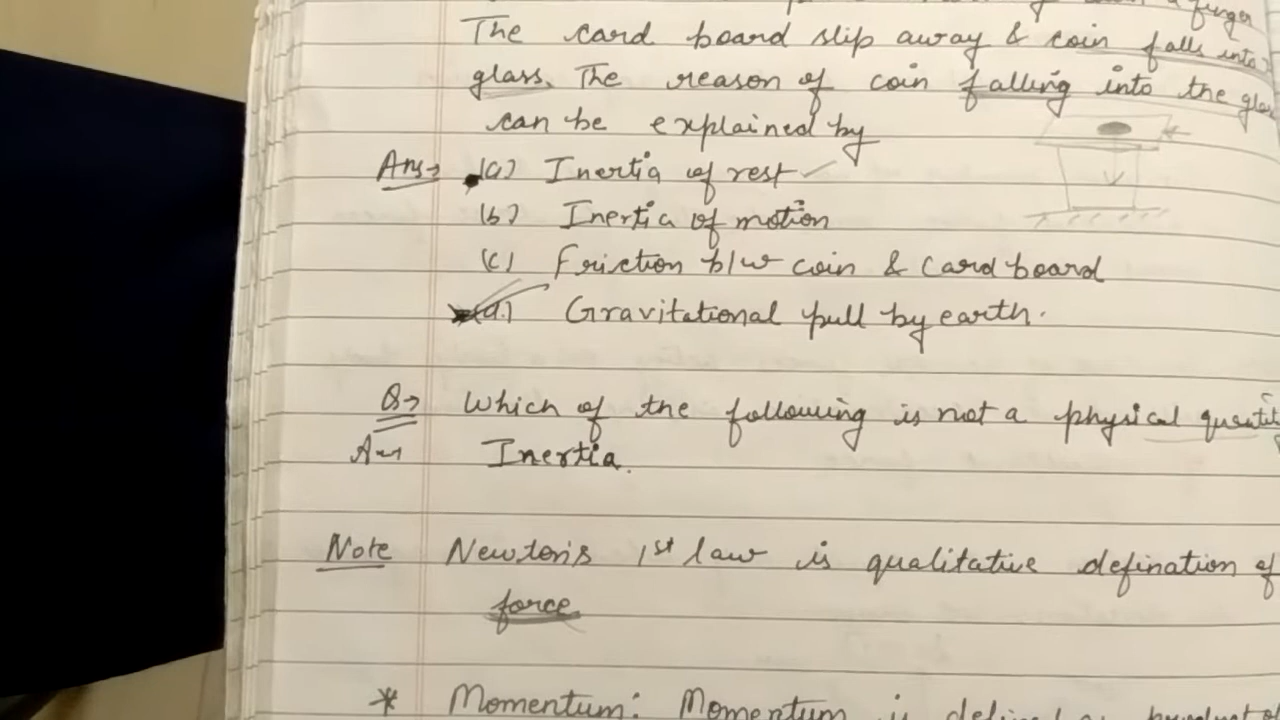 finger
The card board slip away & coin falls into
glass. The reason of coin falling into the
can be explained by
Ans→ (a) Inertia of rest ✓
(b) Inertia of motion
(c) Friction b/w coin & Card board
(d.) Gravitational pull by earth.
Q→ Which of the following is not a physical
Inertia.
Note Newton's 1st law is qualitative defination of
force
* Momentum: Momentum is